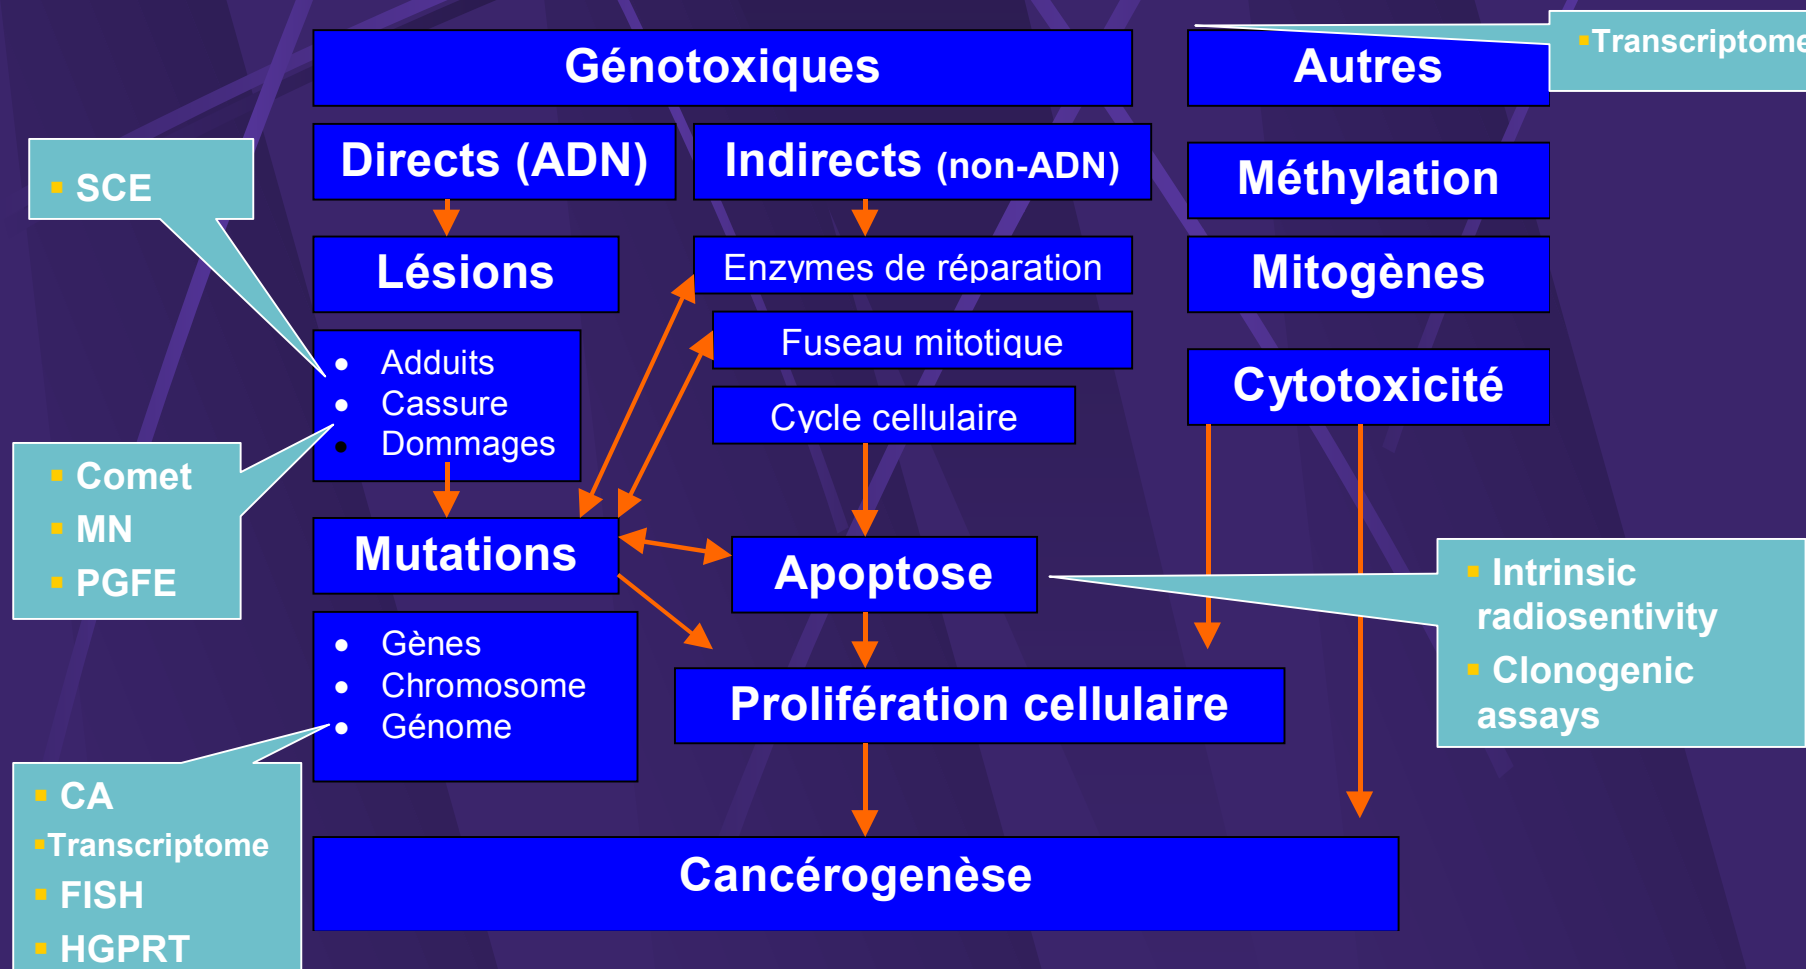 Génotoxiques
Autres
▪Transcriptome
Directs (ADN)
Indirects (non-ADN)
Méthylation
▪ SCE
Lésions
Enzymes de réparation
Mitogènes
Fuseau mitotique
• Adduits
• Cassure
• Dommages
Cycle cellulaire
Cytotoxicité
▪ Comet
▪ MN
▪ PGFE
Mutations
Apoptose
▪ Intrinsic
radiosentivity
▪ Clonogenic
assays
• Gènes
• Chromosome
• Génome
Prolifération cellulaire
▪ CA
▪Transcriptome
▪ FISH
▪ HGPRT
Cancérogenèse